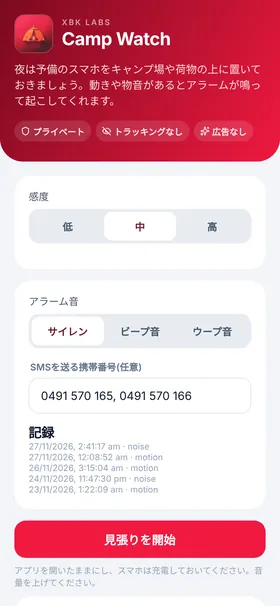 XBK LABS
Camp Watch
夜は予備のスマホをキャンプ場や荷物の上に置いて
おきましょう。動きや物音があるとアラームが鳴っ
て起こしてくれます。
プライベート
トラッキングなし
広告なし
感度
低 中 高
アラーム音
サイレン ビープ音 ウープ音
SMSを送る携帯番号(任意)
0491 570 165, 0491 570 166
記録
27/11/2026, 2:41:17 am · noise
27/11/2026, 12:08:52 am · motion
26/11/2026, 3:15:04 am · motion
24/11/2026, 11:47:30 pm · noise
23/11/2026, 1:22:09 am · motion
見張りを開始
アプリを開いたままにし、スマホは充電しておいてください。音
量を上げてください。